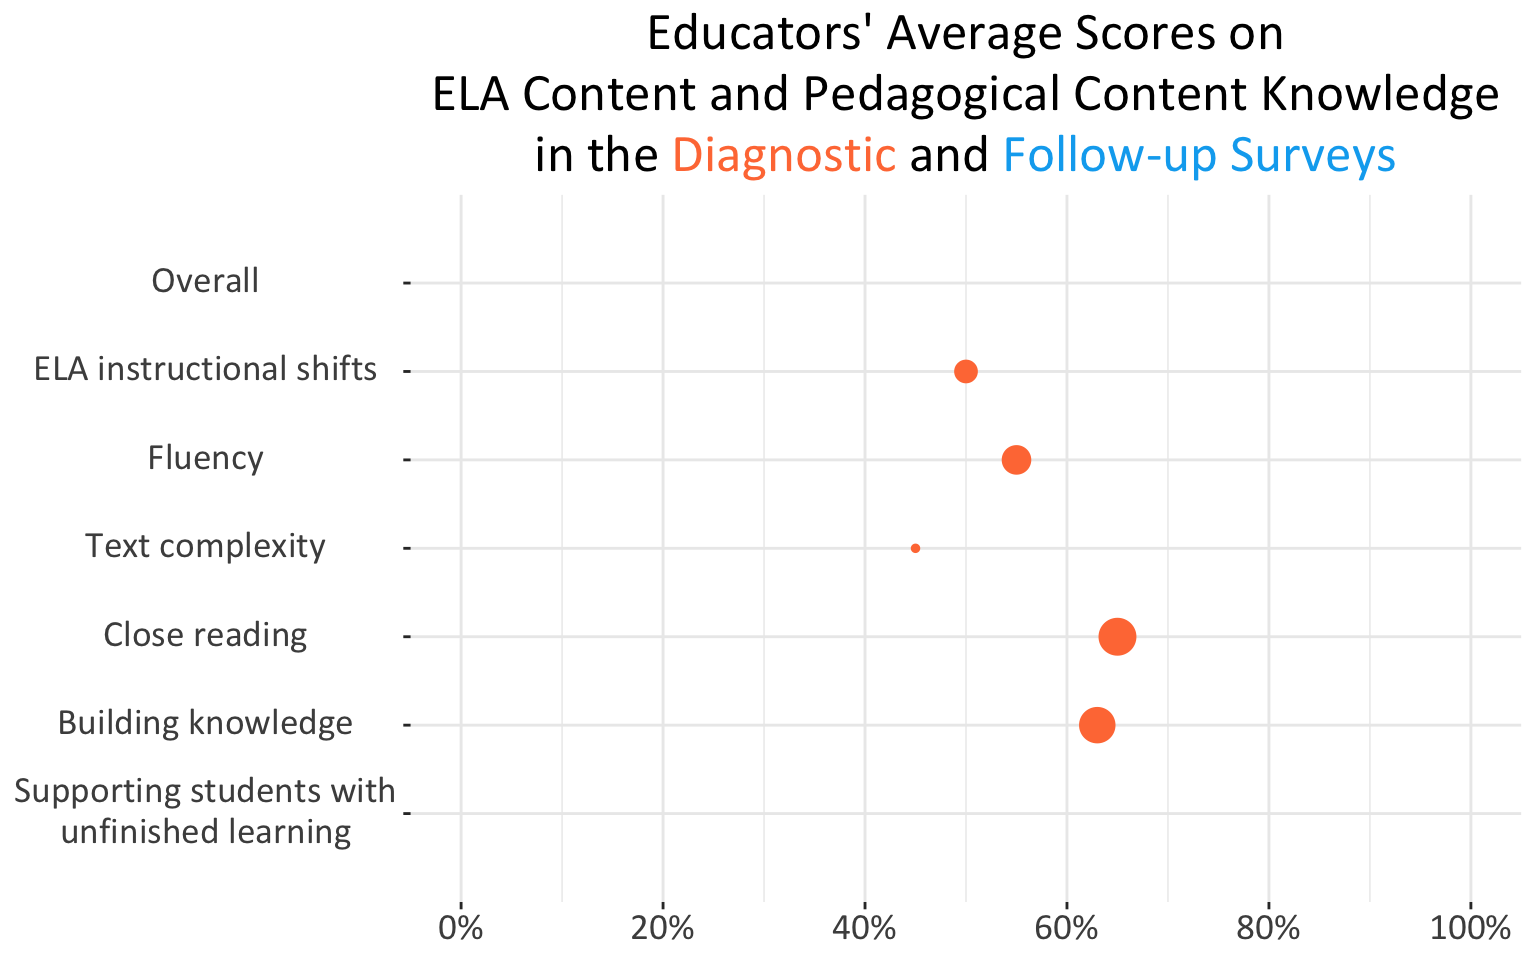 Educators' Average Scores on
ELA Content and Pedagogical Content Knowledge
in the Diagnostic and Follow-up Surveys
Overall
ELA instructional shifts
Fluency
Text complexity
Close reading
Building knowledge
Supporting students with
unfinished learning
0% 20% 40% 60% 80% 100%